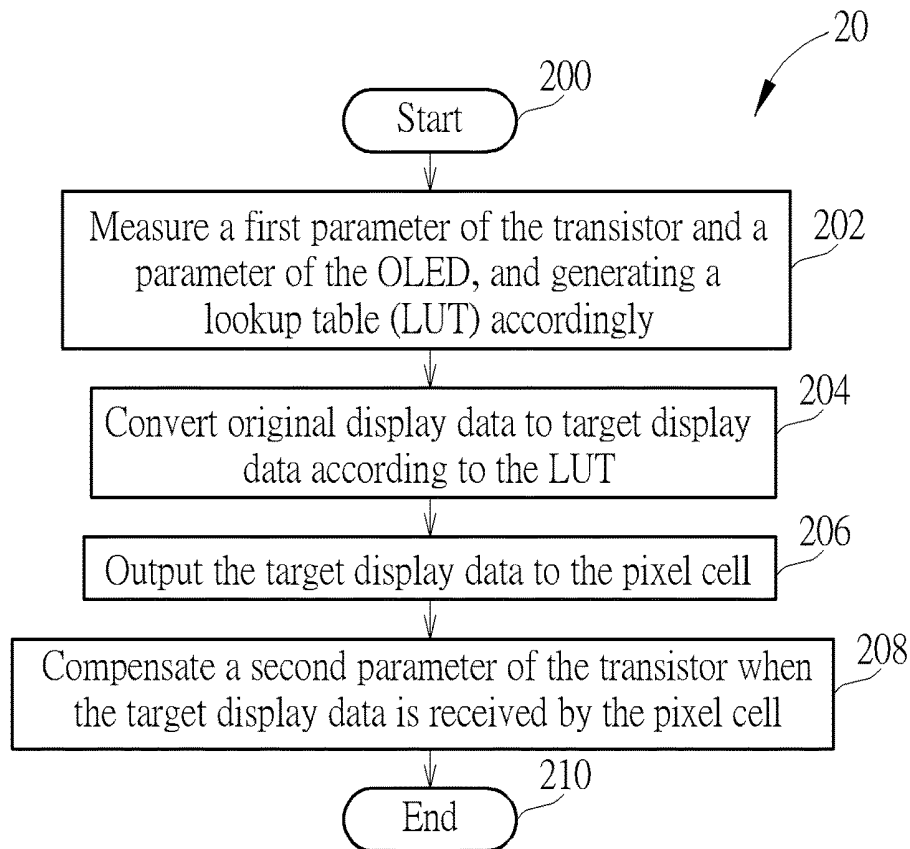 20
200
Start
Measure a first parameter of the transistor and a
202
parameter of the OLED, and generating a
lookup table (LUT) accordingly
204
Convert original display data to target display
data according to the LUT
206
Output the target display data to the pixel cell
208
Compensate a second parameter of the transistor when
the target display data is received by the pixel cell
210
End